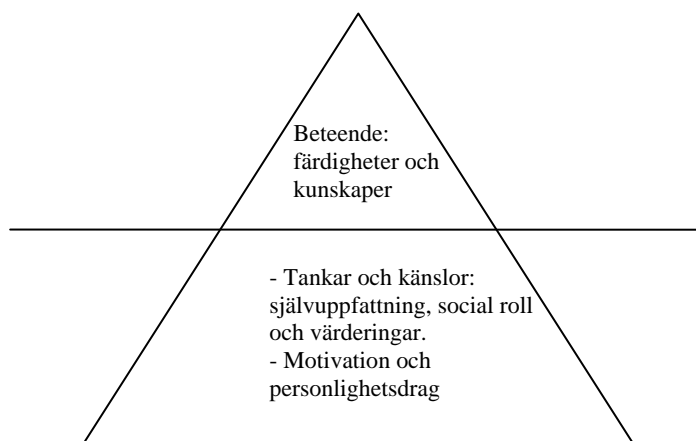 Beteende:
färdigheter och
kunskaper
- Tankar och känslor:
självuppfattning, social roll
och värderingar.
- Motivation och
personlighetsdrag